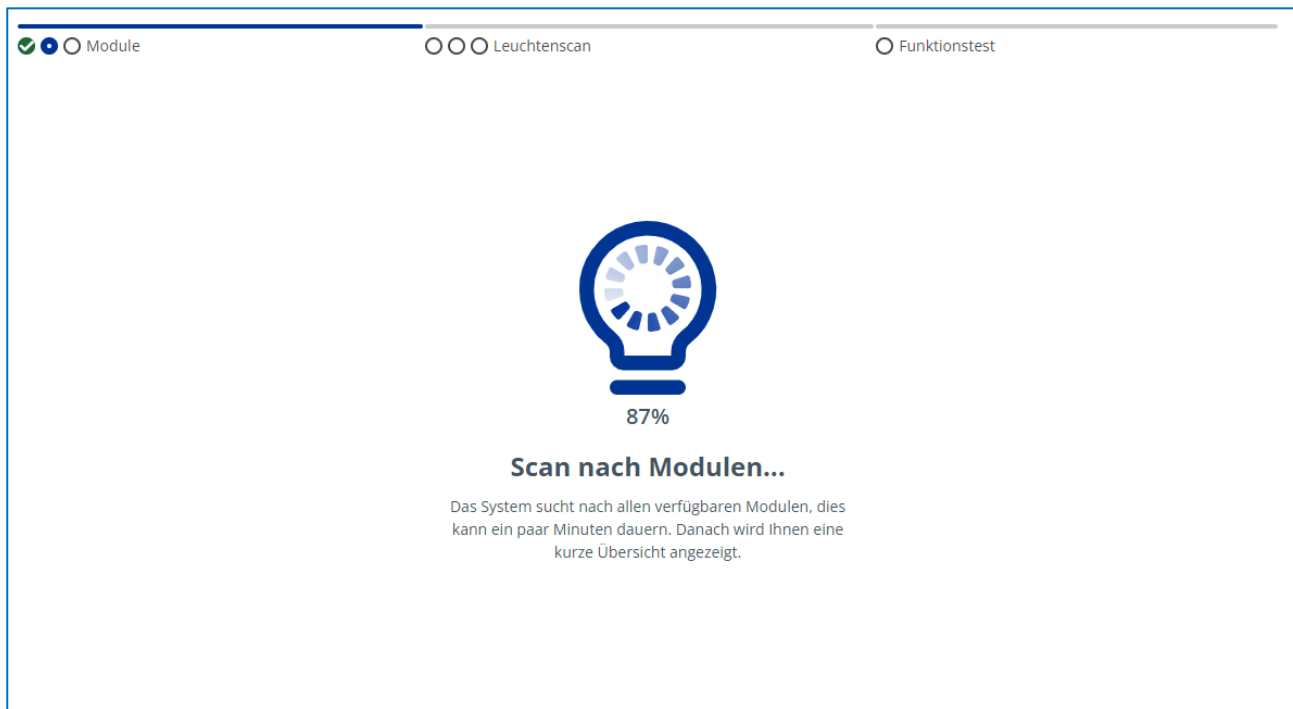 Module
Leuchtenscan
Funktionstest
87%
Scan nach Modulen...
Das System sucht nach allen verfügbaren Modulen, dies
kann ein paar Minuten dauern. Danach wird Ihnen eine
kurze Übersicht angezeigt.